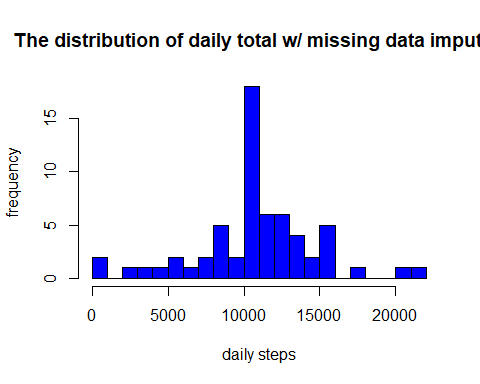 The distribution of daily total w/ missing data imput
frequency
15
10
5
0
0 5000 10000 15000 20000
daily steps